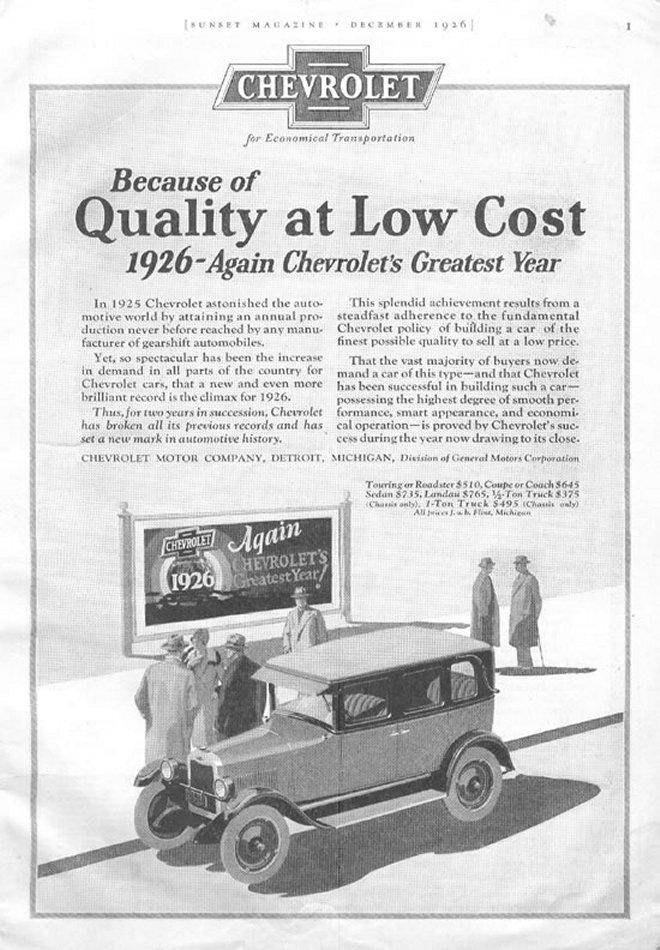 [SUNSET MAGAZINE • DECEMBER 1926]
1
CHEVROLET
for Economical Transportation
Because of
Quality at Low Cost
1926-Again Chevrolet's Greatest Year
In 1925 Chevrolet astonished the auto-
motive world by attaining an annual pro-
duction never before reached by any manu-
facturer of gearshift automobiles.
Yet, so spectacular has been the increase
in demand in all parts of the country for
Chevrolet cars, that a new and even more
brilliant record is the climax for 1926.
Thus, for two years in succession, Chevrolet
has broken all its previous records and has
set a new mark in automotive history.
This splendid achievement results from a
steadfast adherence to the fundamental
Chevrolet policy of building a car of the
finest possible quality to sell at a low price.
That the vast majority of buyers now de-
mand a car of this type—and that Chevrolet
has been successful in building such a car—
possessing the highest degree of smooth per-
formance, smart appearance, and economi-
cal operation—is proved by Chevrolet's suc-
cess during the year now drawing to its close.
CHEVROLET MOTOR COMPANY, DETROIT, MICHIGAN, Division of General Motors Corporation
Touring or Roadster $510, Coupe or Coach $645
Sedan $735, Landau $765, ½-Ton Truck $375
(Chassis only), 1-Ton Truck $495 (Chassis only)
All prices f. o. b. Flint, Michigan
CHEVROLET
1926
Again
CHEVROLET'S
Greatest Year!